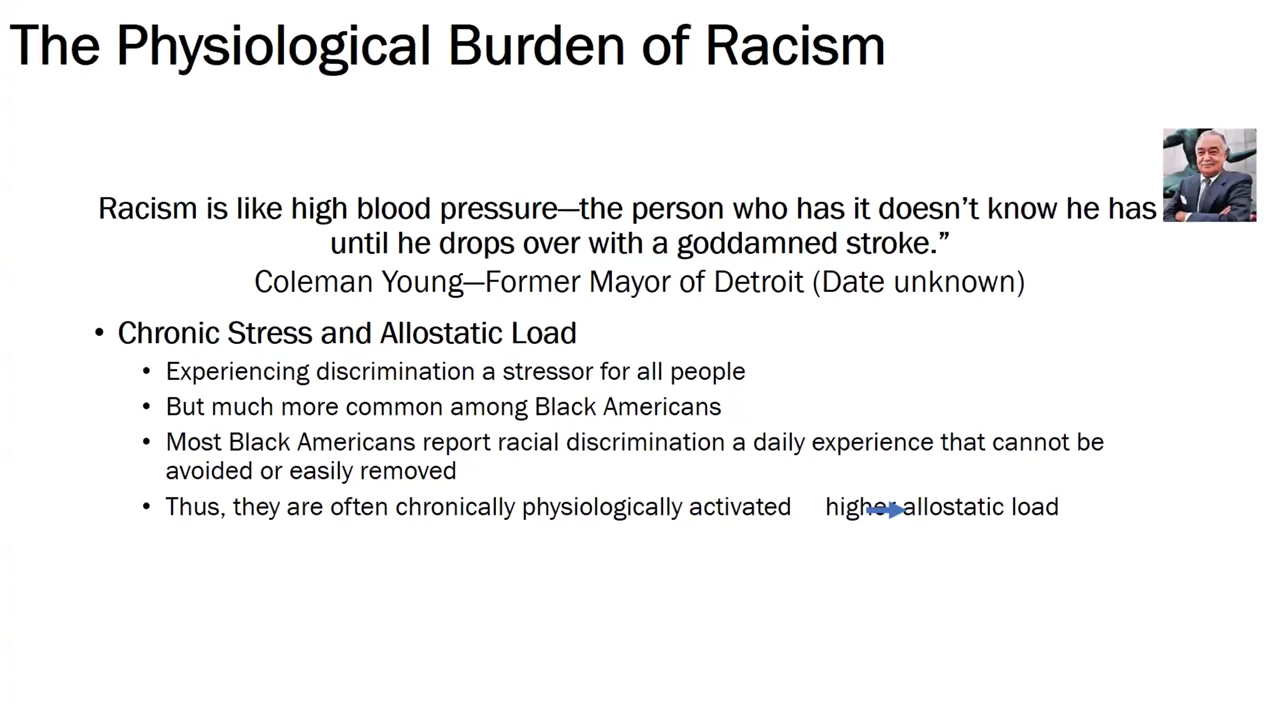 The Physiological Burden of Racism
Racism is like high blood pressure—the person who has it doesn’t know he has
until he drops over with a goddamned stroke.”
Coleman Young—Former Mayor of Detroit (Date unknown)
• Chronic Stress and Allostatic Load
• Experiencing discrimination a stressor for all people
• But much more common among Black Americans
• Most Black Americans report racial discrimination a daily experience that cannot be
avoided or easily removed
• Thus, they are often chronically physiologically activated higher allostatic load